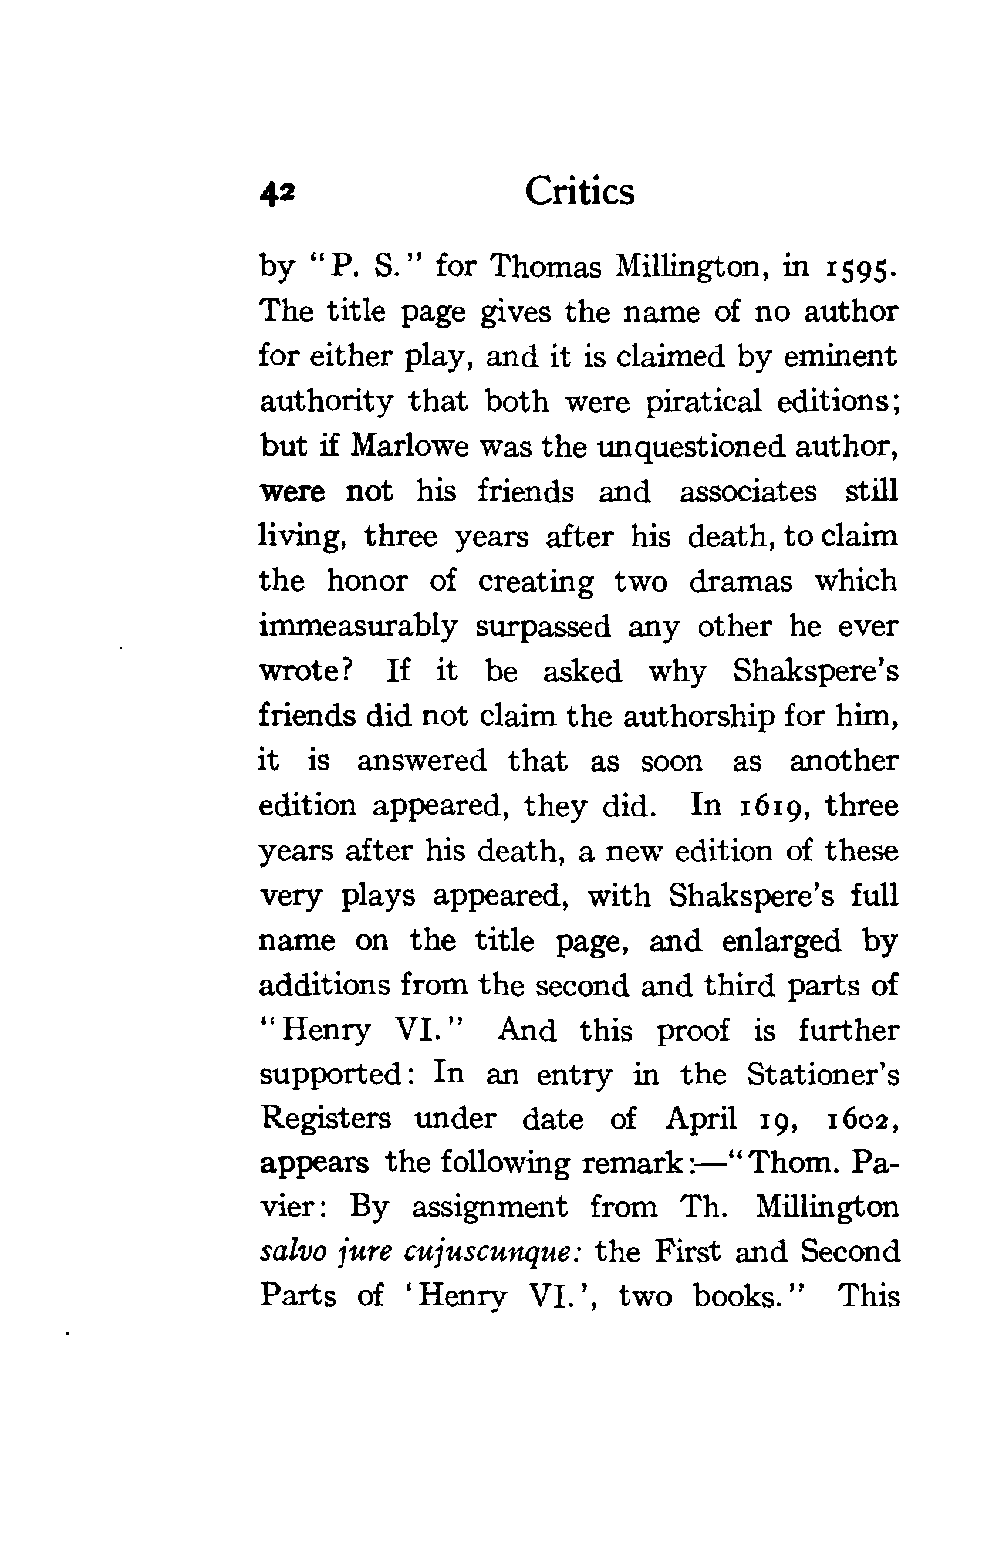 42 Critics
by "P. S." for Thomas Millington, in 1595.
The title page gives the name of no author
for either play, and it is claimed by eminent
authority that both were piratical editions;
but if Marlowe was the unquestioned author,
were not his friends and associates still
living, three years after his death, to claim
the honor of creating two dramas which
immeasurably surpassed any other he ever
wrote? If it be asked why Shakspere's
friends did not claim the authorship for him,
it is answered that as soon as another
edition appeared, they did. In 1619, three
years after his death, a new edition of these
very plays appeared, with Shakspere's full
name on the title page, and enlarged by
additions from the second and third parts of
"Henry VI." And this proof is further
supported: In an entry in the Stationer's
Registers under date of April 19, 1602,
appears the following remark:—"Thom. Pa-
vier: By assignment from Th. Millington
salvo jure cujuscunque: the First and Second
Parts of 'Henry VI.', two books." This